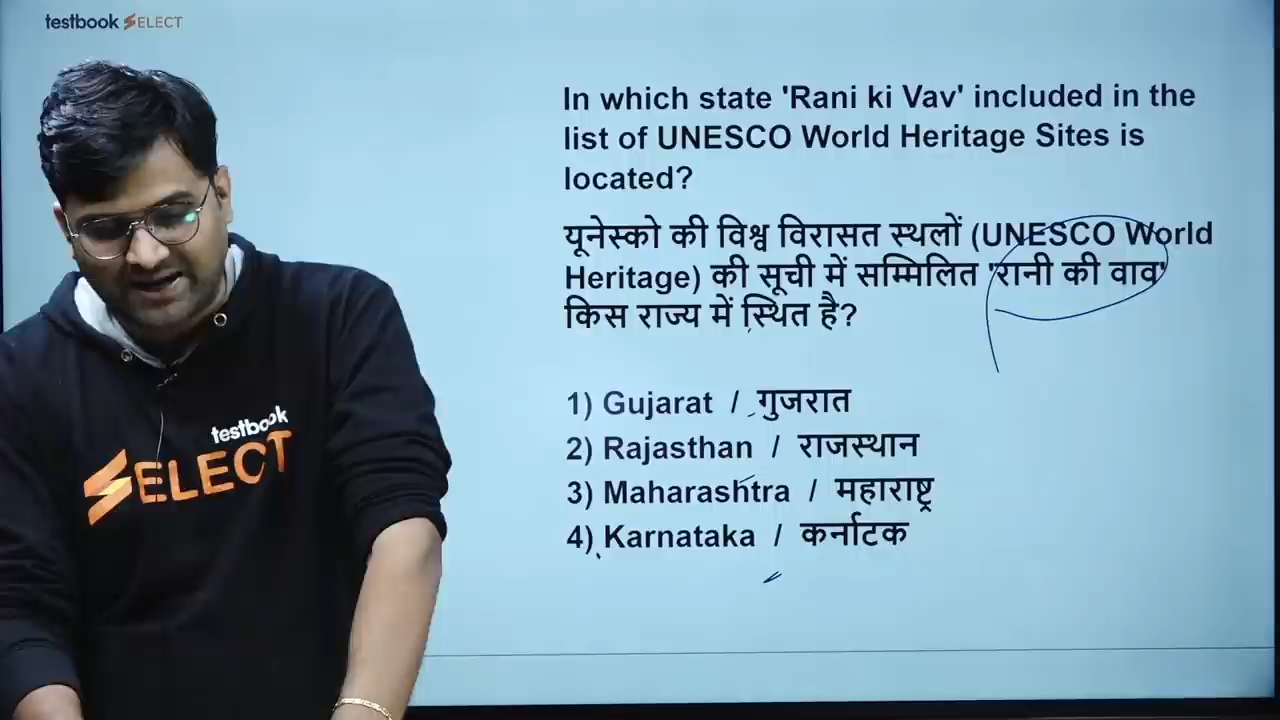 testbook SELECT
In which state 'Rani ki Vav' included in the
list of UNESCO World Heritage Sites is
located?
यूनेस्को की विश्व विरासत स्थलों (UNESCO World
Heritage) की सूची में सम्मिलित 'रानी की वाव'
किस राज्य में स्थित है?
1) Gujarat / गुजरात
2) Rajasthan / राजस्थान
3) Maharashtra / महाराष्ट्र
4) Karnataka / कर्नाटक
testbook
SELECT